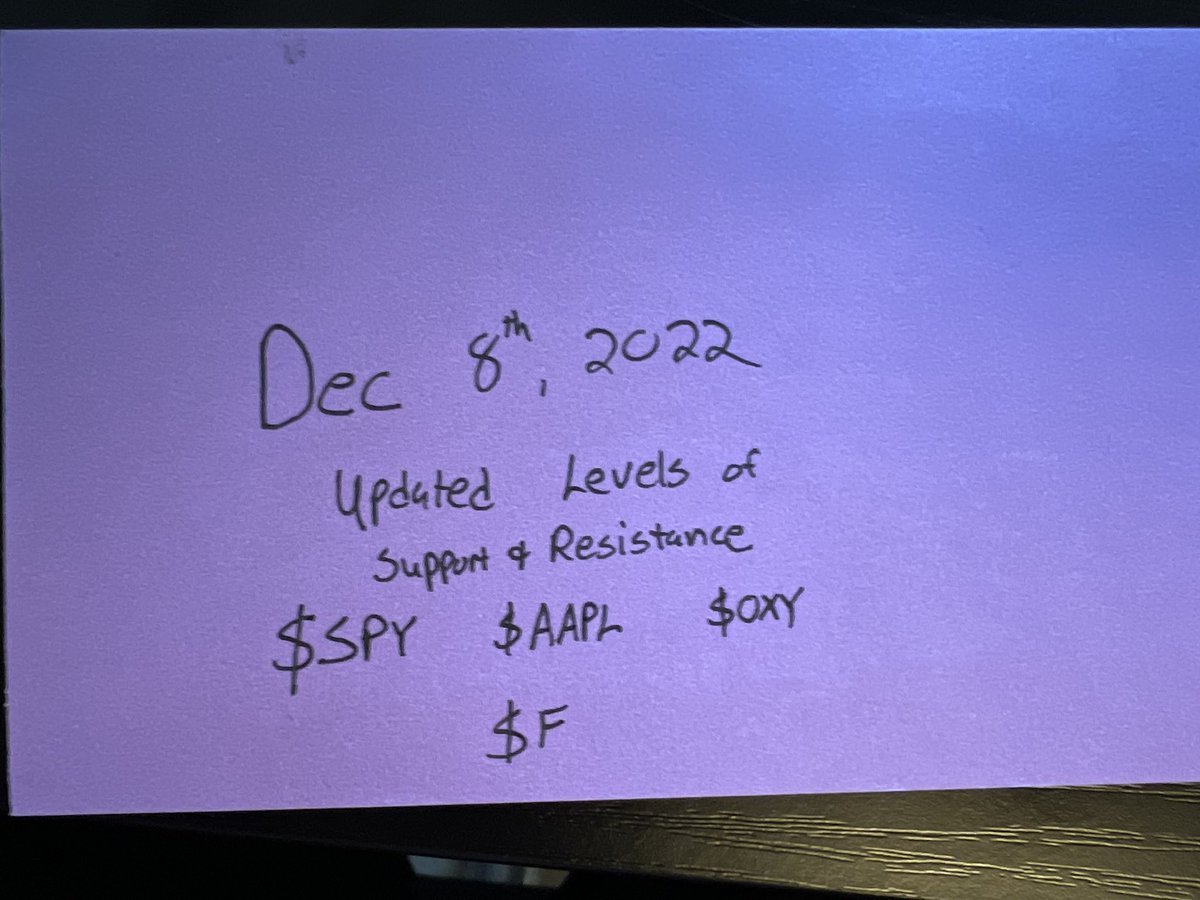 Dec 8th, 2022
Updated Levels of
Support & Resistance
$SPY $AAPL $OXY
$F